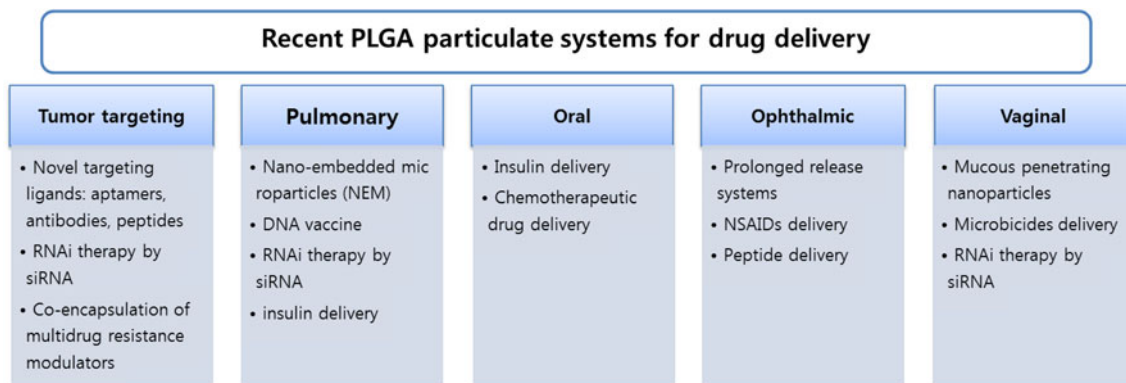 Recent PLGA particulate systems for drug delivery
Tumor targeting
• Novel targeting
ligands: aptamers,
antibodies, peptides
• RNAi therapy by
siRNA
• Co-encapsulation of
multidrug resistance
modulators
Pulmonary
• Nano-embedded mic
roparticles (NEM)
• DNA vaccine
• RNAi therapy by
siRNA
• insulin delivery
Oral
• Insulin delivery
• Chemotherapeutic
drug delivery
Ophthalmic
• Prolonged release
systems
• NSAIDs delivery
• Peptide delivery
Vaginal
• Mucous penetrating
nanoparticles
• Microbicides delivery
• RNAi therapy by
siRNA